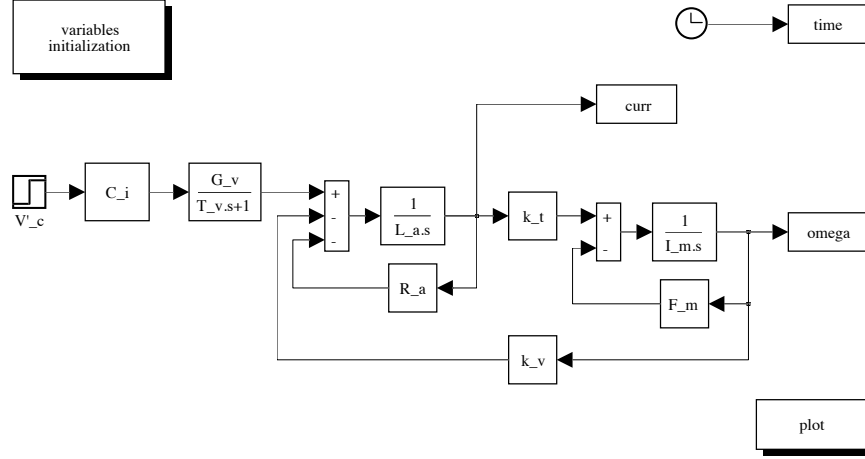 variables
initialization
time
curr
V'_c
C_i
G_v
T_v.s+1
+
-
-
1
L_a.s
k_t
+
-
1
I_m.s
omega
R_a
F_m
k_v
plot